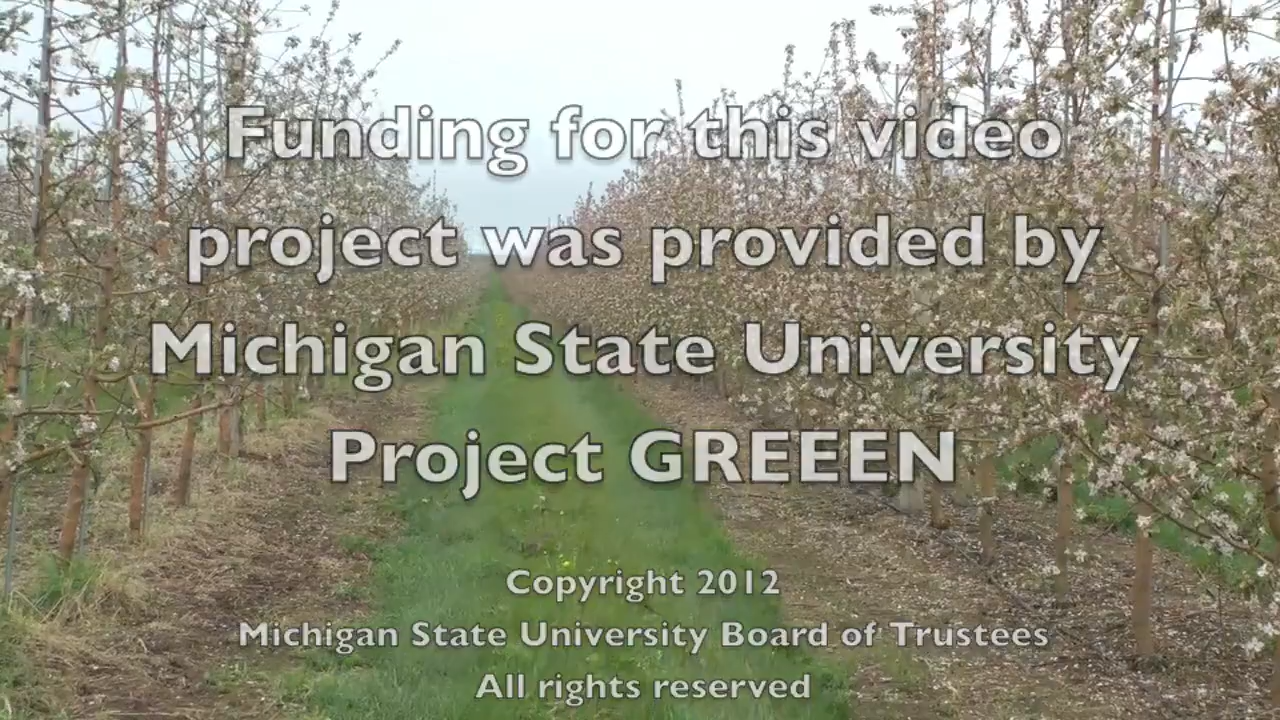 Funding for this video
project was provided by
Michigan State University
Project GREEEN
Copyright 2012
Michigan State University Board of Trustees
All rights reserved